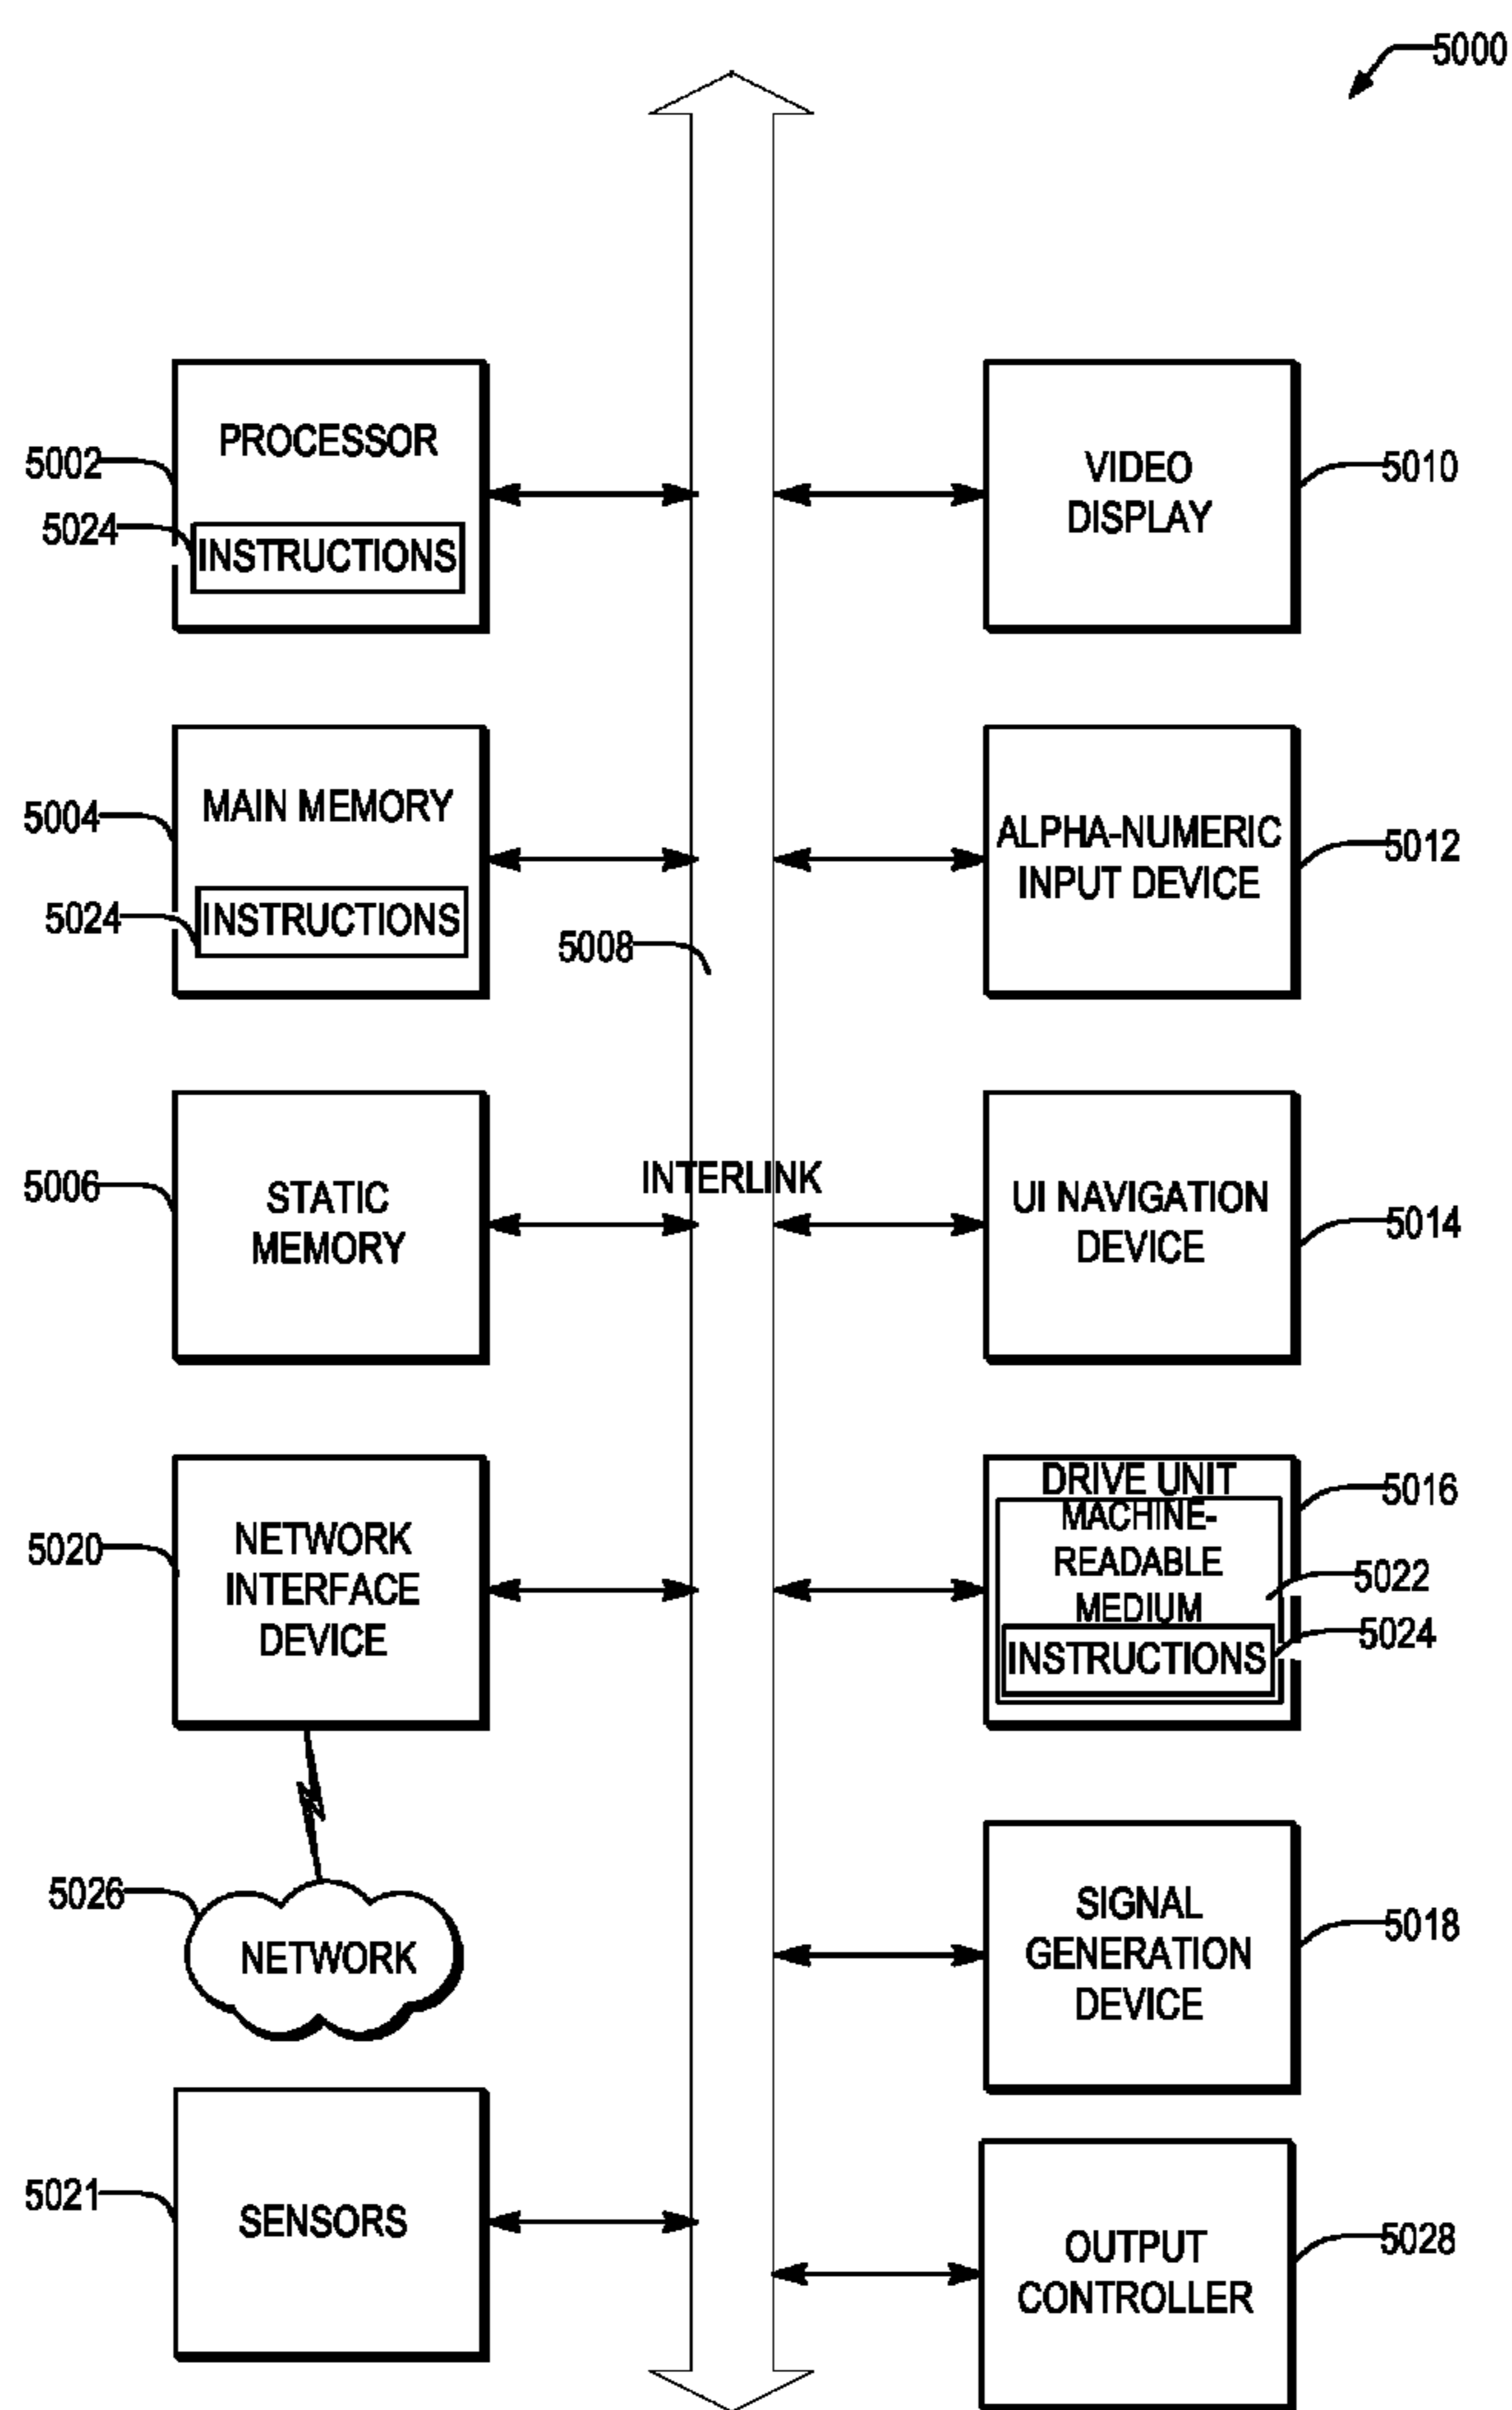 5000
PROCESSOR
5002
5024
INSTRUCTIONS
VIDEO
DISPLAY
5010
MAIN MEMORY
5004
5024
INSTRUCTIONS
5008
ALPHA-NUMERIC
INPUT DEVICE
5012
5006
STATIC
MEMORY
INTERLINK
UI NAVIGATION
DEVICE
5014
5020
NETWORK
INTERFACE
DEVICE
DRIVE UNIT
5016
MACHINE-
READABLE
MEDIUM
5022
INSTRUCTIONS
5024
5026
NETWORK
SIGNAL
GENERATION
DEVICE
5018
5021
SENSORS
OUTPUT
CONTROLLER
5028